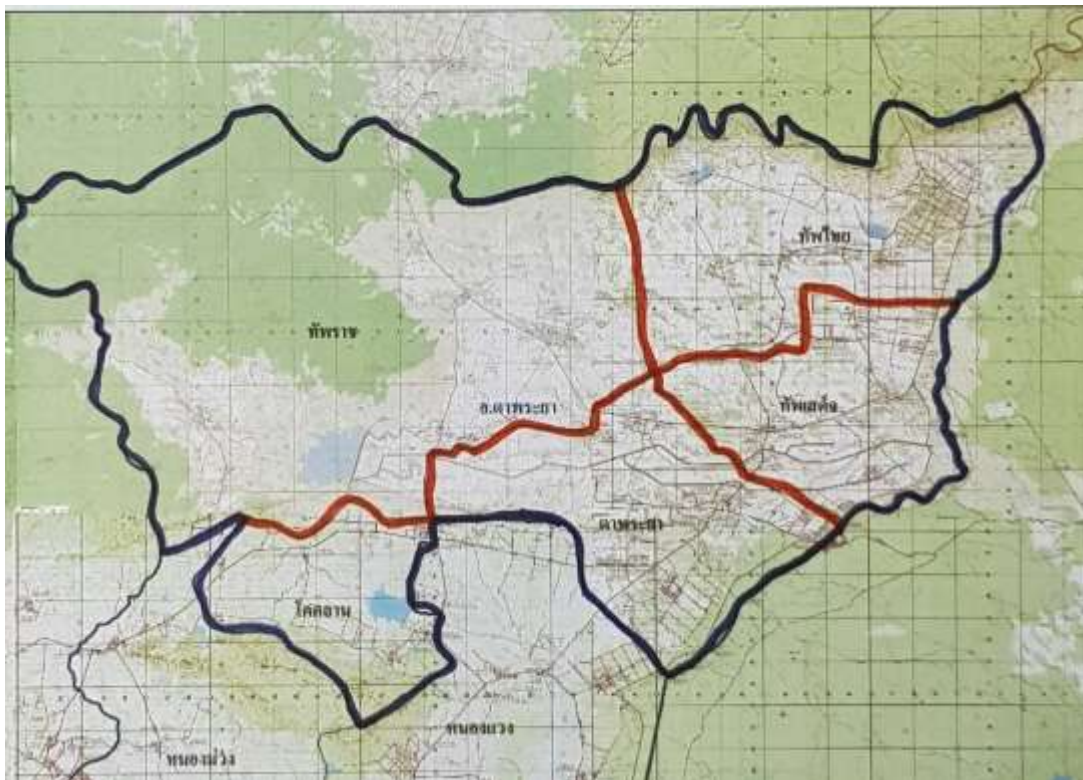 ทัพไทย
ทัพราช
อ.ตาพระยา
ทัพเสด็จ
ตาพระยา
โคคลาน
หนองแวง
หนองม่วง